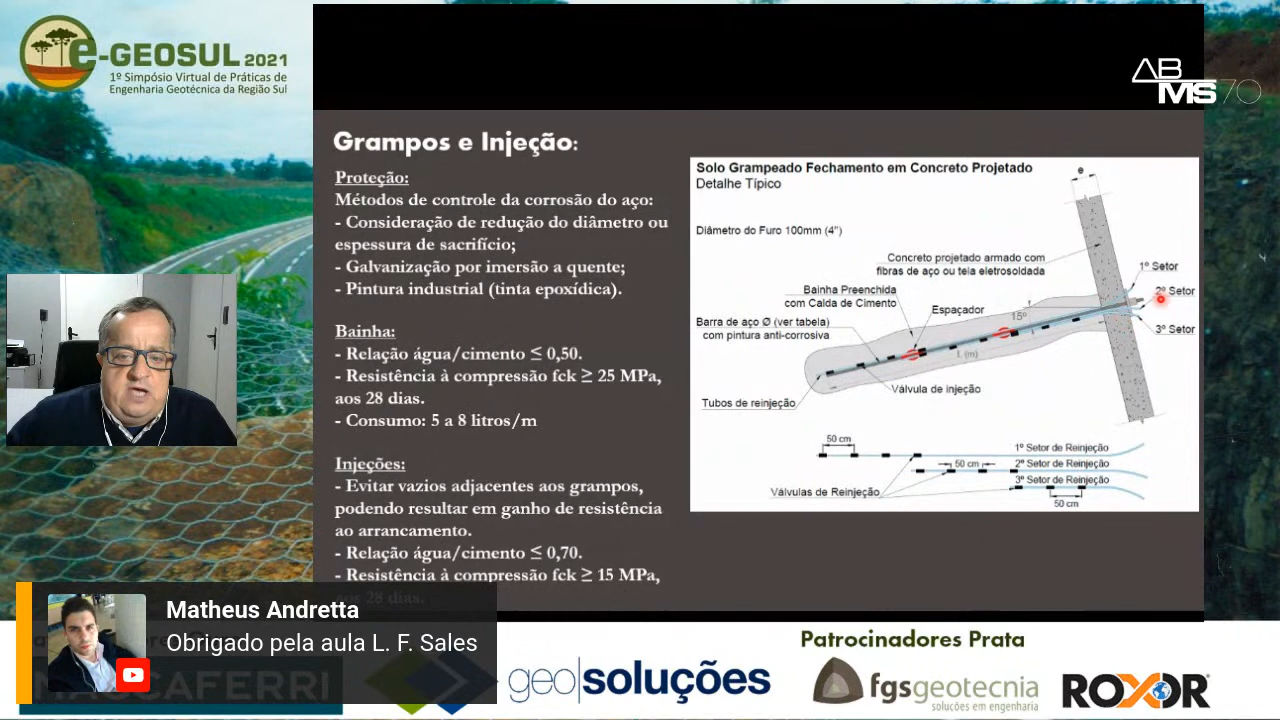 e-GEOSUL 2021
1º Simpósio Virtual de Práticas de
Engenharia Geotécnica da Região Sul
ABMS70
Grampos e Injeção:
Proteção:
Métodos de controle da corrosão do aço:
- Consideração de redução do diâmetro ou
espessura de sacrifício;
- Galvanização por imersão a quente;
- Pintura industrial (tinta epoxídica).
Bainha:
- Relação água/cimento ≤ 0,50.
- Resistência à compressão fck ≥ 25 MPa,
aos 28 dias.
- Consumo: 5 a 8 litros/m
Injeções:
- Evitar vazios adjacentes aos grampos,
podendo resultar em ganho de resistência
ao arrancamento.
- Relação água/cimento ≤ 0,70.
- Resistência à compressão fck ≥ 15 MPa,
aos 28 dias.
Solo Grampeado Fechamento em Concreto Projetado
Detalhe Típico
e
Diâmetro do Furo 100mm (4")
Concreto projetado armado com
fibras de aço ou tela eletrosoldada
1º Setor
Bainha Preenchida
com Calda de Cimento
2º Setor
Espaçador
15º
Barra de aço Ø (ver tabela)
com pintura anti-corrosiva
3º Setor
L (m)
Válvula de injeção
Tubos de reinjeção
50 cm
1º Setor de Reinjeção
50 cm
2º Setor de Reinjeção
3º Setor de Reinjeção
Válvulas de Reinjeção
50 cm
Matheus Andretta
Obrigado pela aula L. F. Sales
MACCAFERRI
geosoluções
Patrocinadores Prata
fgsgeotecnia
soluções em engenharia
ROXOR